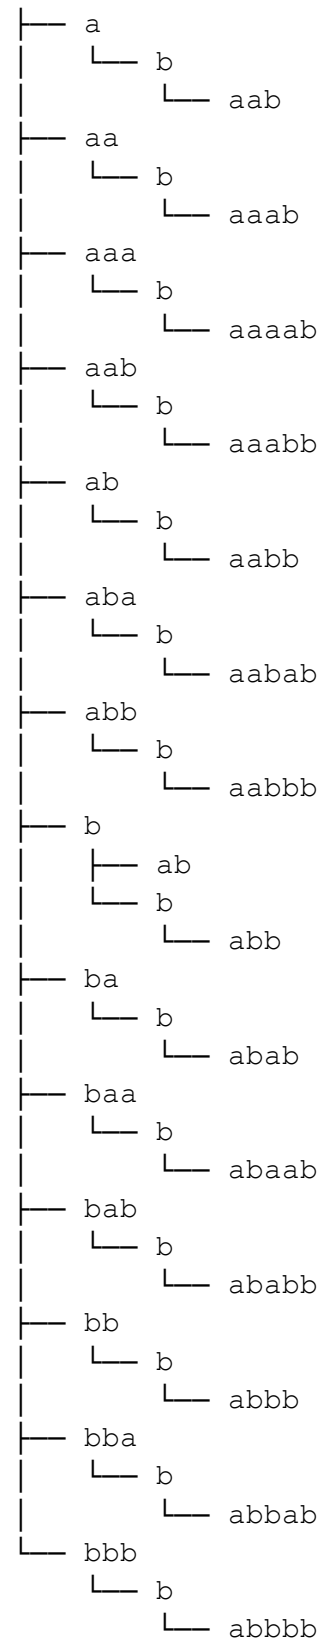 ├── a
│   └── b
│       └── aab
├── aa
│   └── b
│       └── aaab
├── aaa
│   └── b
│       └── aaaab
├── aab
│   └── b
│       └── aaabb
├── ab
│   └── b
│       └── aabb
├── aba
│   └── b
│       └── aabab
├── abb
│   └── b
│       └── aabbb
├── b
│   ├── ab
│   └── b
│       └── abb
├── ba
│   └── b
│       └── abab
├── baa
│   └── b
│       └── abaab
├── bab
│   └── b
│       └── ababb
├── bb
│   └── b
│       └── abbb
├── bba
│   └── b
│       └── abbab
└── bbb
    └── b
        └── abbbb